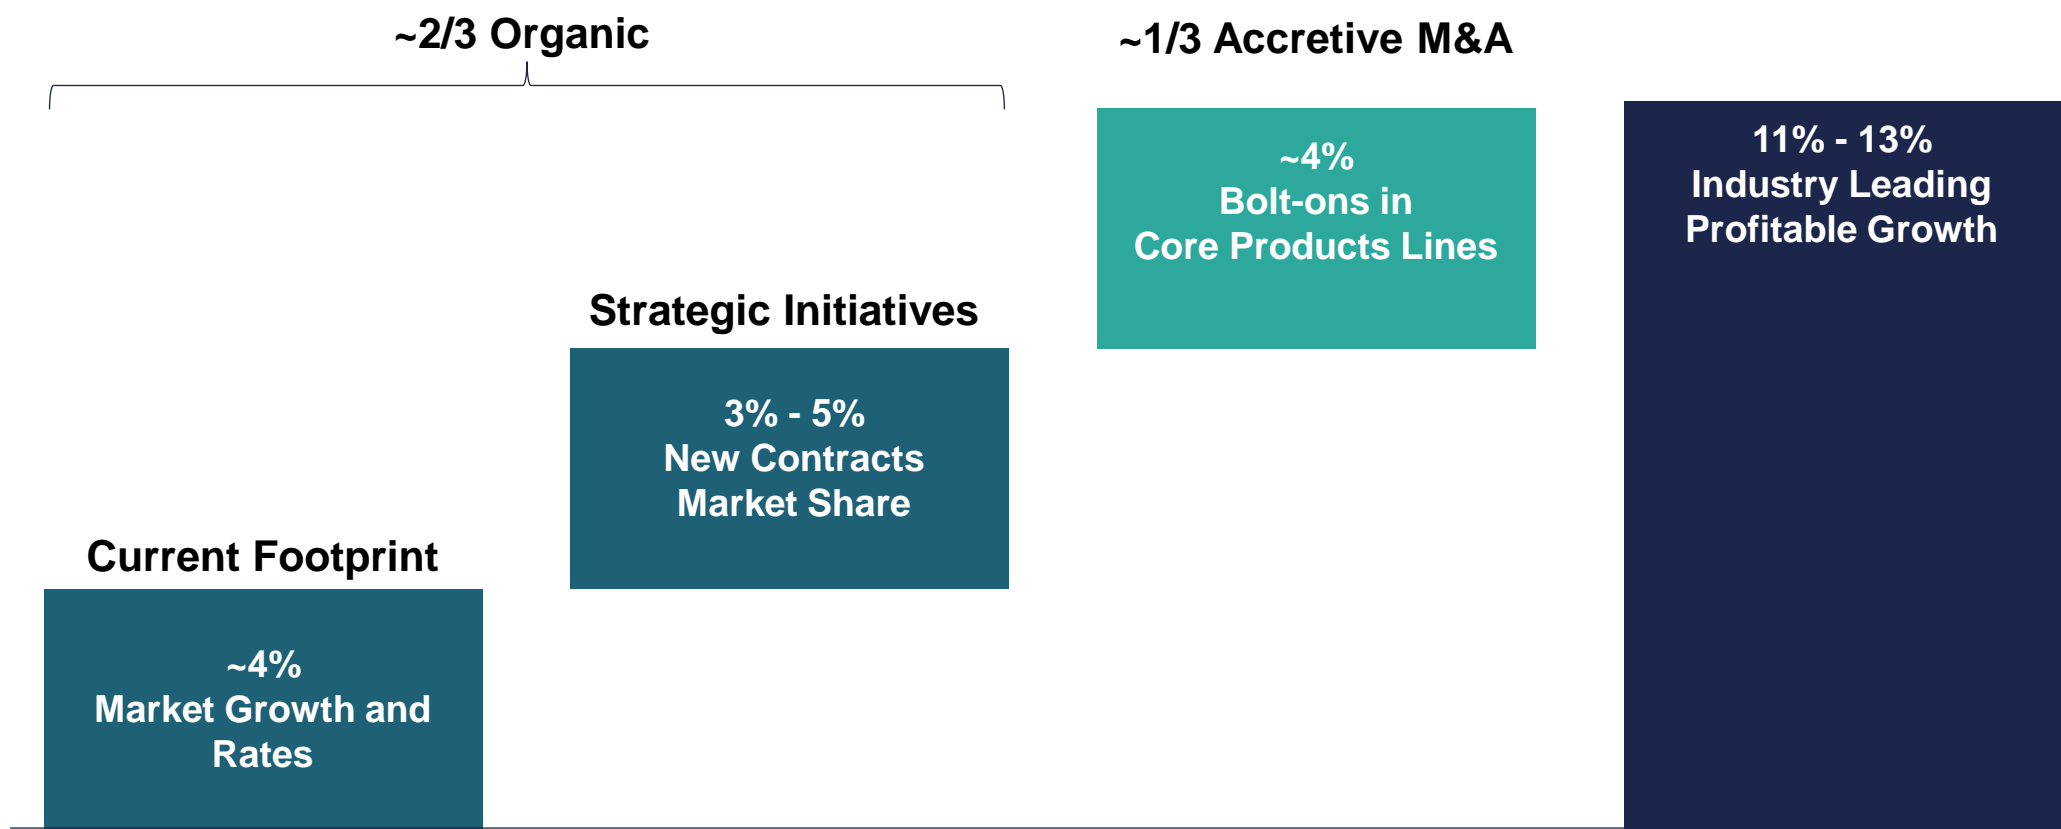 ~2/3 Organic
~1/3 Accretive M&A
~4%
Bolt-ons in
Core Products Lines
11% - 13%
Industry Leading
Profitable Growth
Strategic Initiatives
3% - 5%
New Contracts
Market Share
Current Footprint
~4%
Market Growth and
Rates